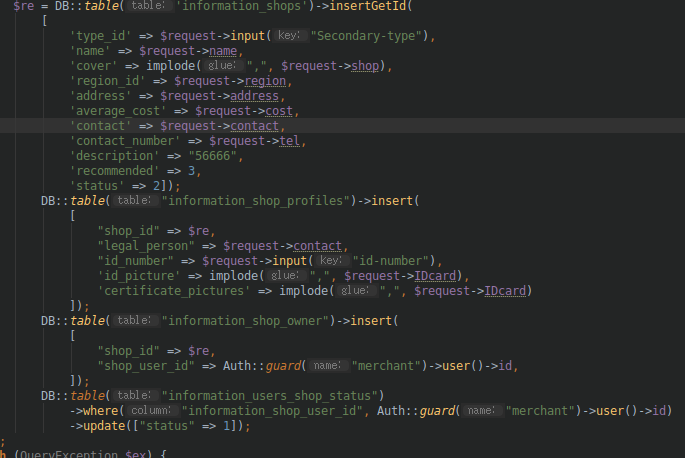 $re = DB::table( table: 'information_shops')->insertGetId(
[
'type_id' => $request->input( key: "Secondary-type"),
'name' => $request->name,
'cover' => implode( glue: ",", $request->shop),
'region_id' => $request->region,
'address' => $request->address,
'average_cost' => $request->cost,
'contact' => $request->contact,
'contact_number' => $request->tel,
'description' => "56666",
'recommended' => 3,
'status' => 2]);
DB::table( table: "information_shop_profiles")->insert(
[
"shop_id" => $re,
"legal_person" => $request->contact,
"id_number" => $request->input( key: "id-number"),
'id_picture' => implode( glue: ",", $request->IDcard),
'certificate_pictures' => implode( glue: ",", $request->IDcard)
]);
DB::table( table: "information_shop_owner")->insert(
[
"shop_id" => $re,
"shop_user_id" => Auth::guard( name: "merchant")->user()->id,
]);
DB::table( table: "information_users_shop_status")
->where( column: "information_shop_user_id", Auth::guard( name: "merchant")->user()->id)
->update(["status" => 1]);
;
h (QueryException $ex) {